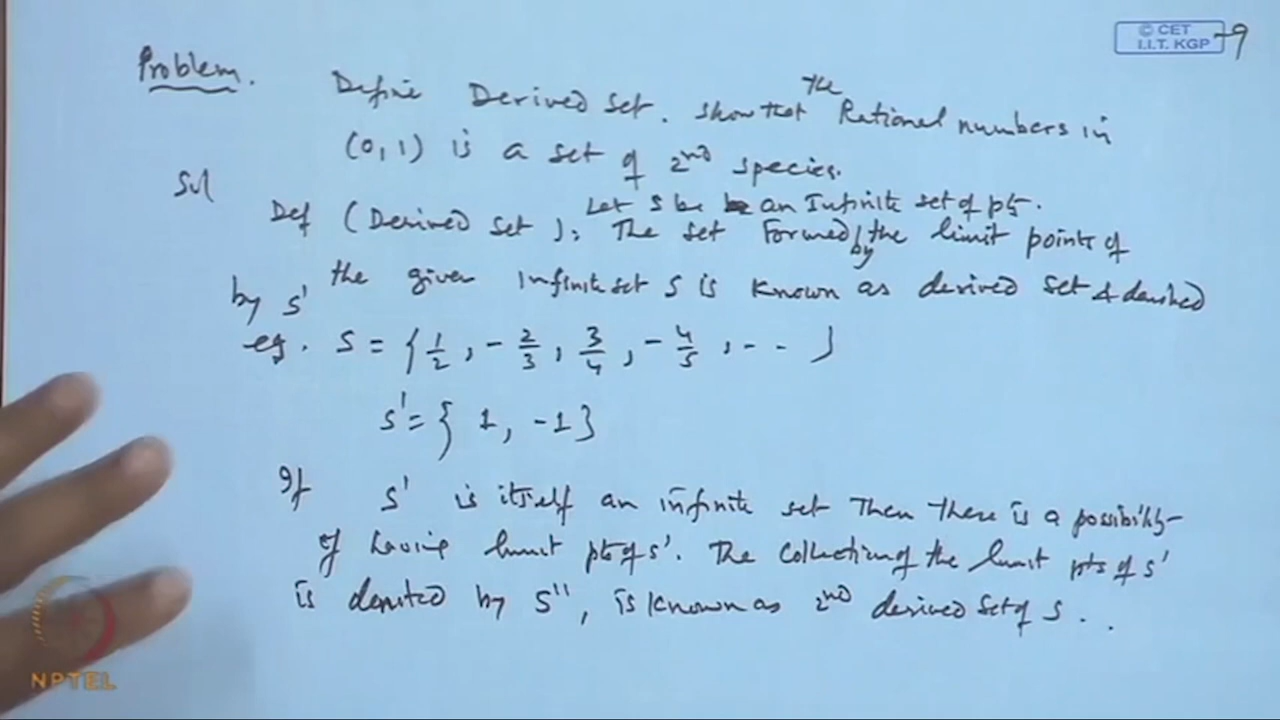 © CET
I.I.T. KGP
-9
Problem. Define Derived Set. Show that the Rational numbers in
(0,1) is a set of 2nd species.
Sol
Let S be an Infinite set of pts.
Def (Derived Set): The set Formed by the limit points of
the given infinite set S is known as derived set & denoted
by S'
eg. S = { 1/2, - 2/3, 3/4, - 4/5, ... }
S' = { 1, -1 }
If S' is itself an infinite set then there is a possibility
of having limit pts of S'. The collection of the limit pts of S'
is denoted by S'', is known as 2nd derived set of S..
NPTEL